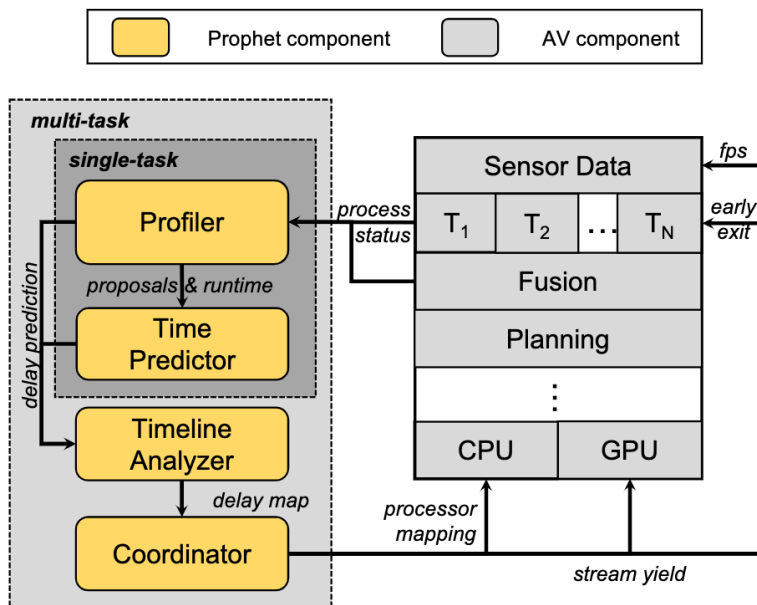 Prophet component
AV component
multi-task
single-task
Profiler
proposals & runtime
Time
Predictor
delay prediction
Timeline
Analyzer
delay map
Coordinator
process
status
Sensor Data
T1
T2
...
TN
Fusion
Planning
⋮
CPU
GPU
fps
early
exit
processor
mapping
stream yield